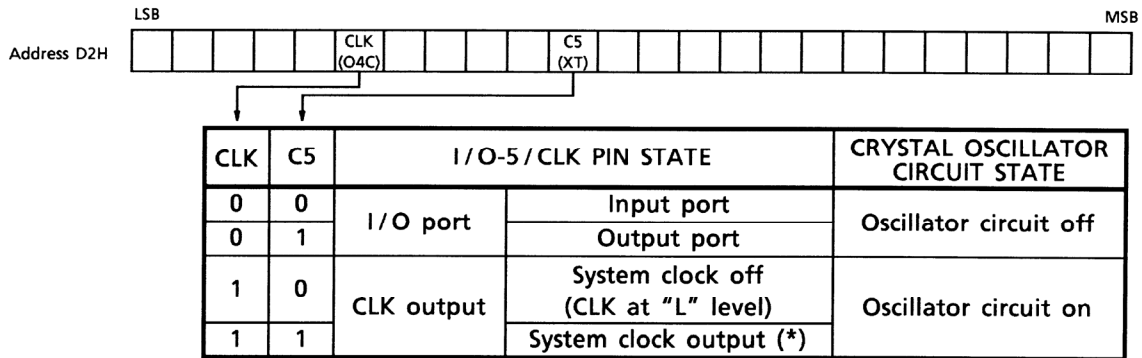 LSB MSB
Address D2H CLK C5
(O4C) (XT)
CLK C5 I/O-5/CLK PIN STATE CRYSTAL OSCILLATOR
CIRCUIT STATE
0 0 I/O port Input port Oscillator circuit off
0 1 Output port
1 0 CLK output System clock off
(CLK at "L" level) Oscillator circuit on
1 1 System clock output (*)